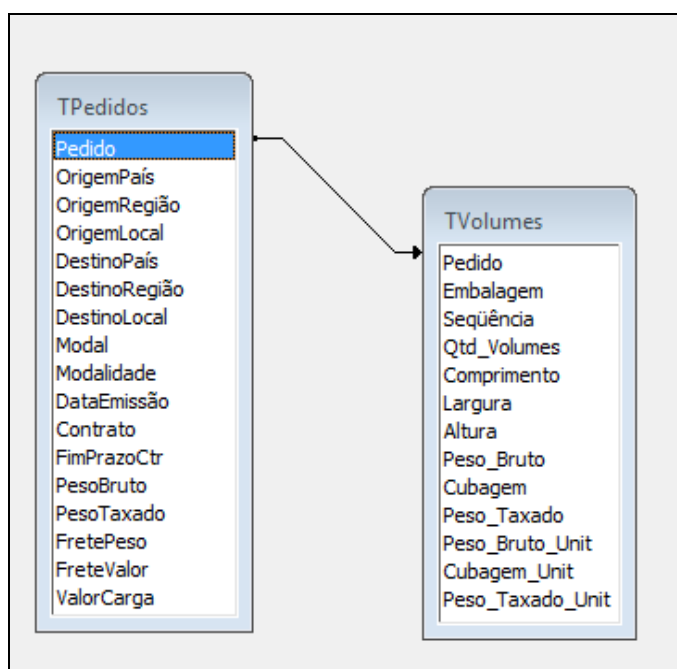 TPedidos
Pedido
OrigemPaís
OrigemRegião
OrigemLocal
DestinoPaís
DestinoRegião
DestinoLocal
Modal
Modalidade
DataEmissão
Contrato
FimPrazoCtr
PesoBruto
PesoTaxado
FretePeso
FreteValor
ValorCarga
TVolumes
Pedido
Embalagem
Seqüência
Qtd_Volumes
Comprimento
Largura
Altura
Peso_Bruto
Cubagem
Peso_Taxado
Peso_Bruto_Unit
Cubagem_Unit
Peso_Taxado_Unit